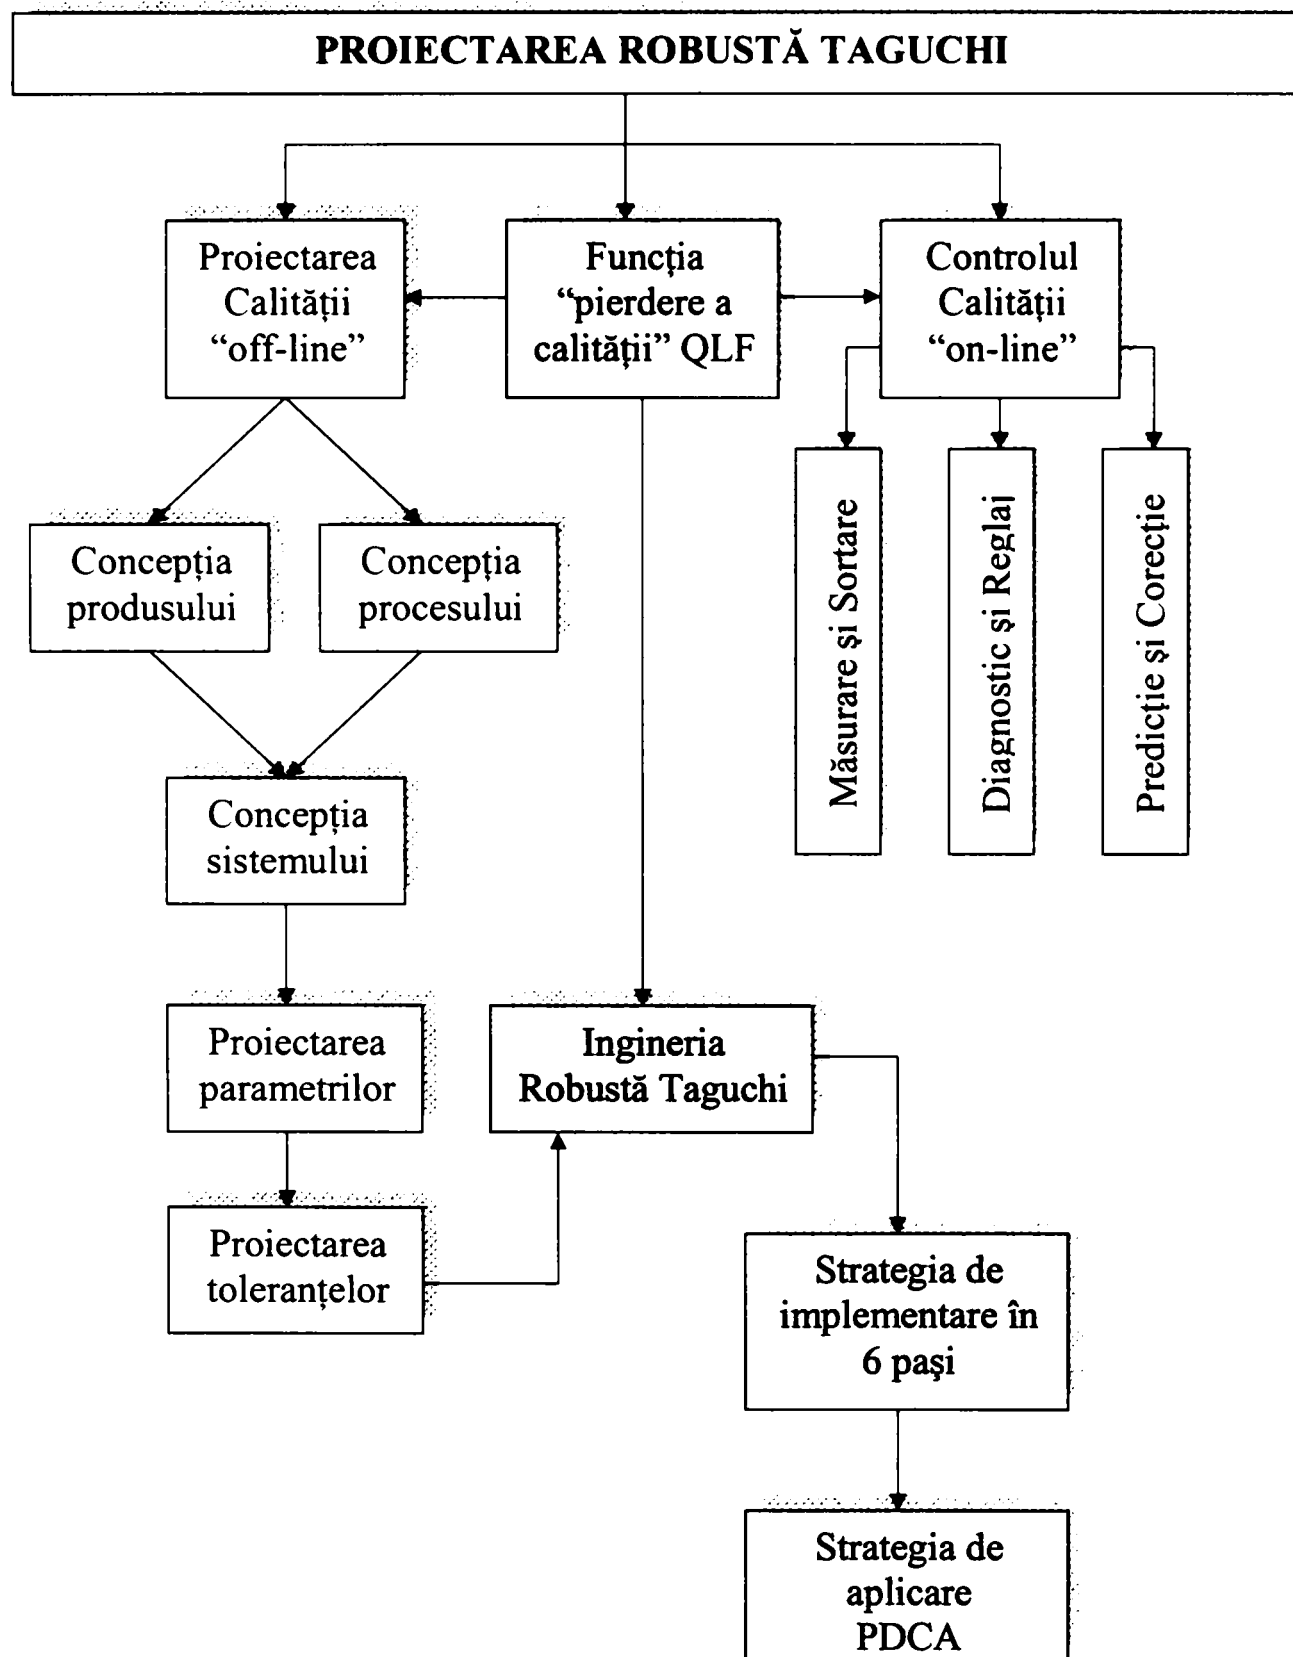 PROIECTAREA ROBUSTĂ TAGUCHI
Proiectarea
Calităţii
“off-line”
Funcţia
“pierdere a
calităţii” QLF
Controlul
Calităţii
“on-line”
Măsurare şi Sortare
Diagnostic şi Reglaj
Predicţie şi Corecţie
Concepţia
produsului
Concepţia
procesului
Concepţia
sistemului
Proiectarea
parametrilor
Ingineria
Robustă Taguchi
Proiectarea
toleranţelor
Strategia de
implementare în
6 paşi
Strategia de
aplicare
PDCA